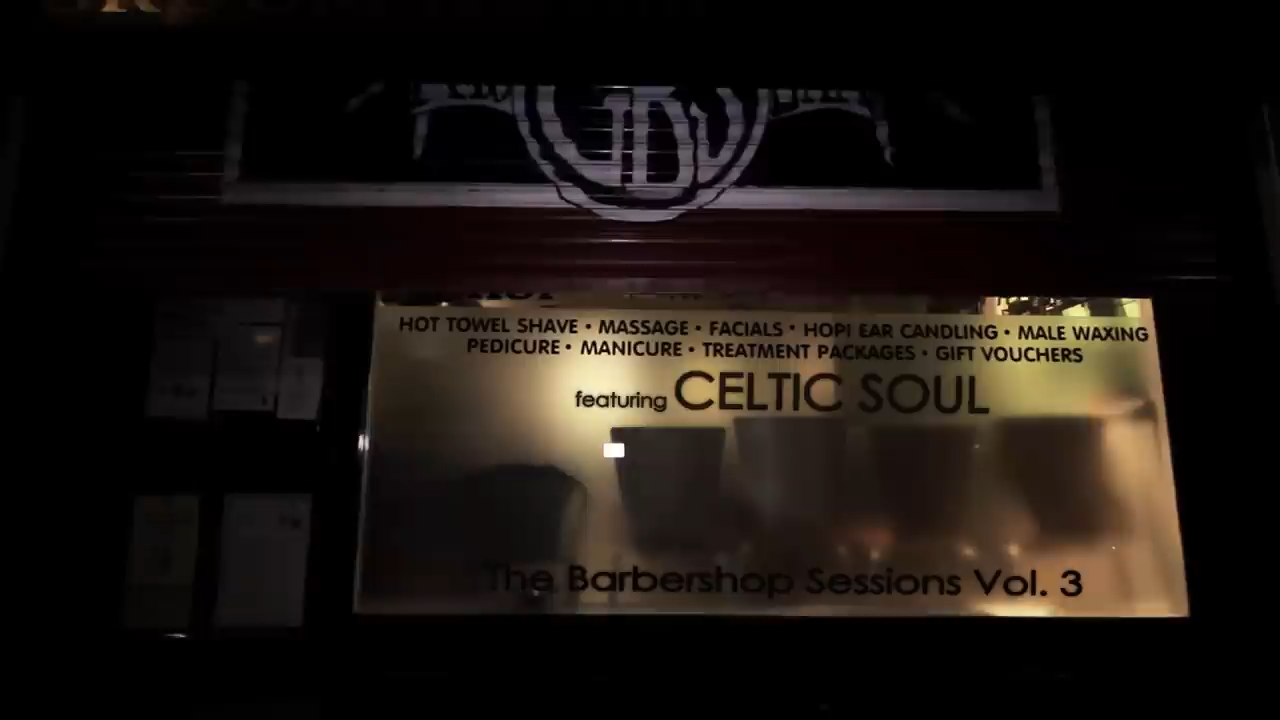 HOT TOWEL SHAVE • MASSAGE • FACIALS • HOPI EAR CANDLING • MALE WAXING
PEDICURE • MANICURE • TREATMENT PACKAGES • GIFT VOUCHERS
featuring CELTIC SOUL
The Barbershop Sessions Vol. 3